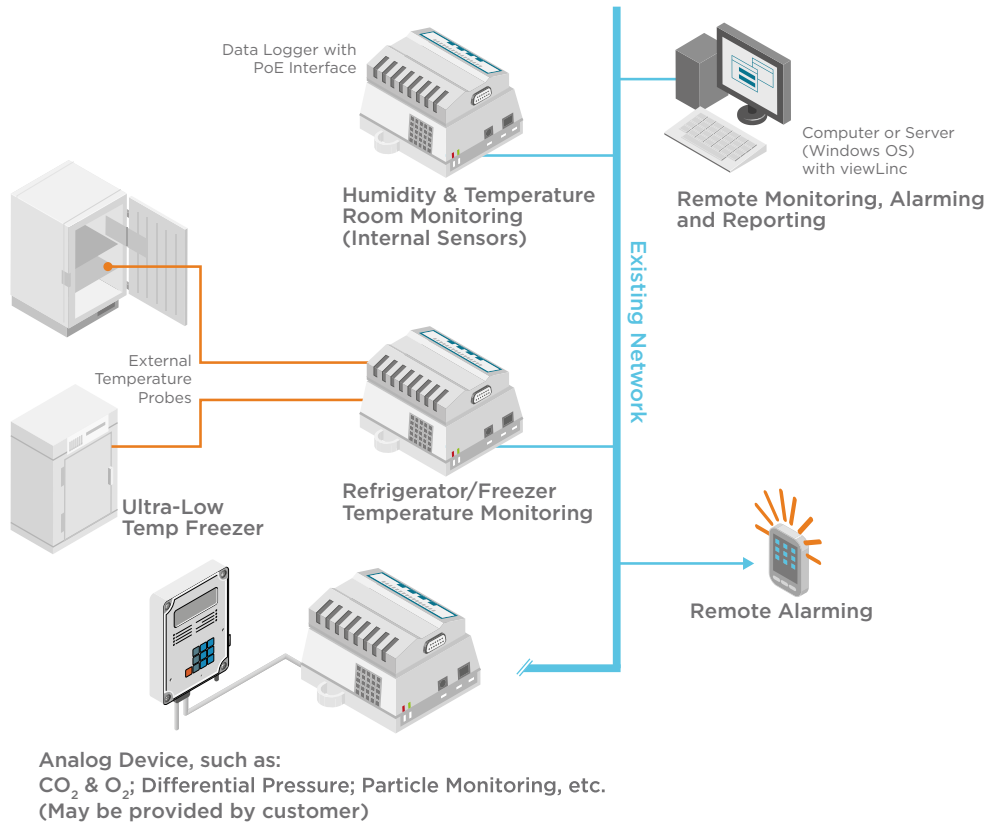 Data Logger with
PoE Interface
Computer or Server
(Windows OS)
with viewLinc
Humidity & Temperature
Room Monitoring
(Internal Sensors)
Remote Monitoring, Alarming
and Reporting
Existing Network
External
Temperature
Probes
Ultra-Low
Temp Freezer
Refrigerator/Freezer
Temperature Monitoring
Remote Alarming
Analog Device, such as:
CO₂ & O₂; Differential Pressure; Particle Monitoring, etc.
(May be provided by customer)